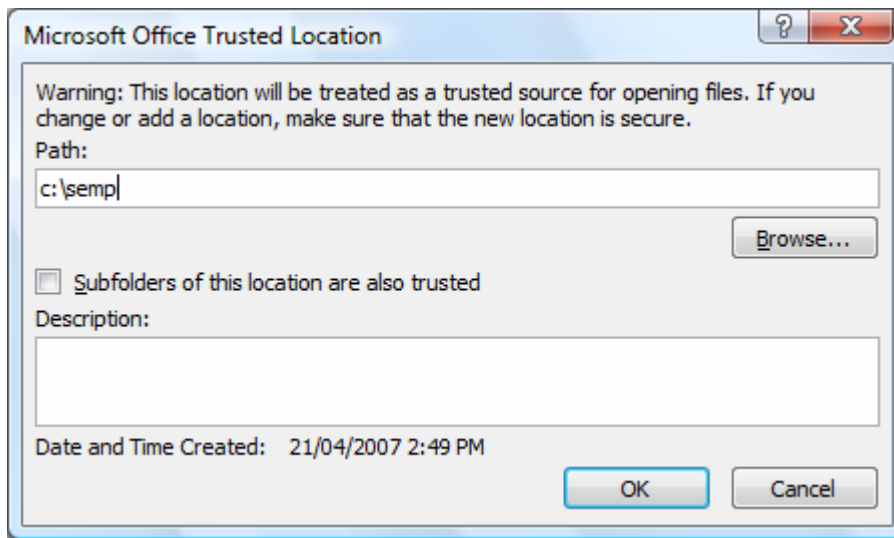 Microsoft Office Trusted Location
Warning: This location will be treated as a trusted source for opening files. If you
change or add a location, make sure that the new location is secure.
Path:
c:\semp
Browse...
Subfolders of this location are also trusted
Description:
Date and Time Created: 21/04/2007 2:49 PM
OK Cancel